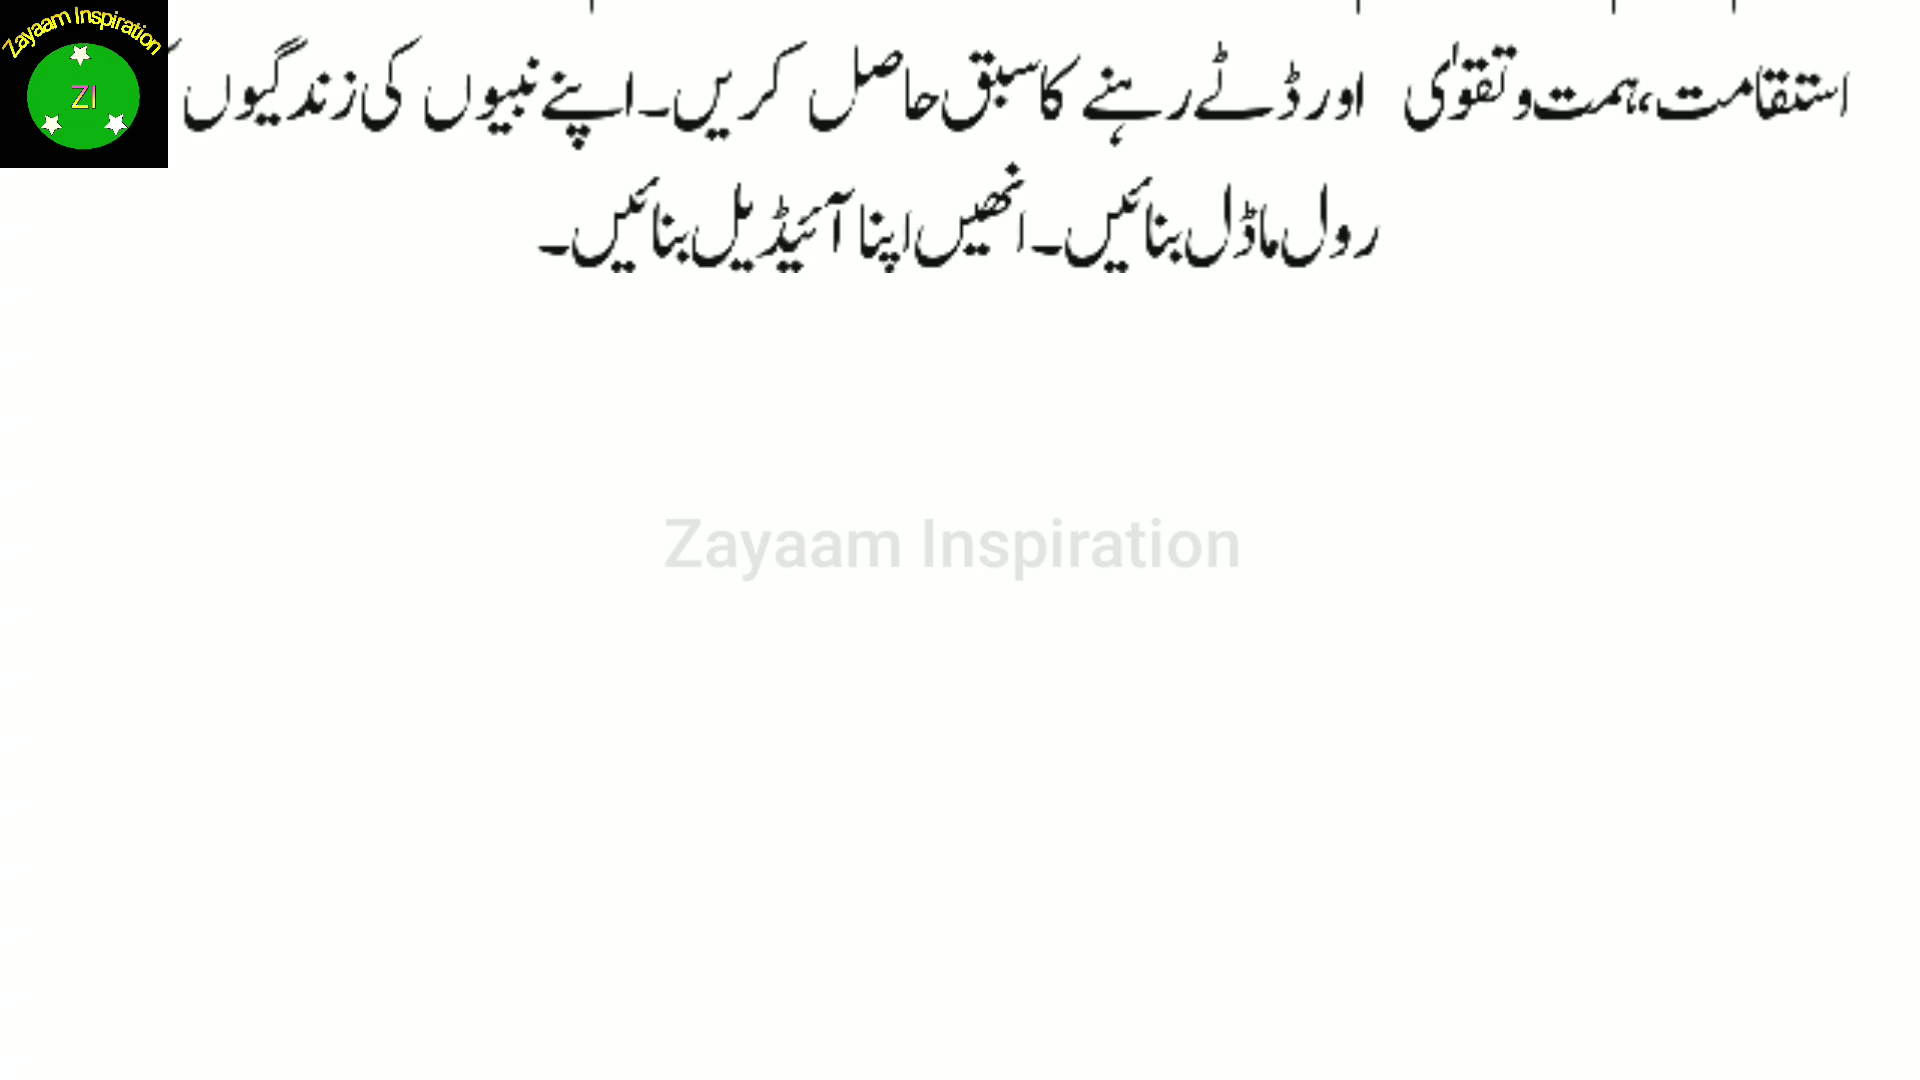 Zayaam Inspiration
ZI
استقامت، ہمت و تقویٰ اور ڈٹے رہنے کا سبق حاصل کریں۔ اپنے نبیوں کی زندگیوں
رول ماڈل بنائیں۔ انھیں اپنا آئیڈیل بنائیں۔
Zayaam Inspiration